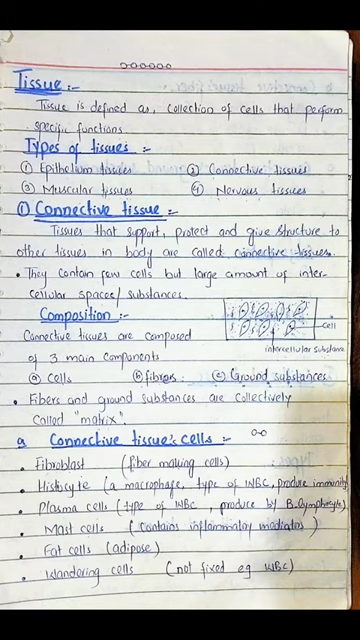 Tissue :-
Tissue is defined as, collection of cells that perform
specific functions.
Types of tissues :-
① Epithelium tissues ② Connective tissues
③ Muscular tissues ④ Nervous tissues
① Connective tissue :-
Tissues that support, protect and give structure to
other tissues in body are called connective tissues.
• They contain few cells but large amount of inter-
cellular spaces/ substances.
Composition :-
Connective tissues are composed
of 3 main components
cell
intercellular substance
ⓐ cells ⓑ fibers ⓒ Ground substances
• Fibers and ground substances are collectively
called "matrix".
a Connective tissue's cells :-
• Fibroblast (fiber making cells)
• Histocyte (a macrophage, type of WBC, produce immunity)
• Plasma cells (type of WBC, produce by B.lymphocyte)
• Mast cells (contains inflammatory mediators)
• Fat cells (adipose)
• Wandering cells (not fixed eg WBC)